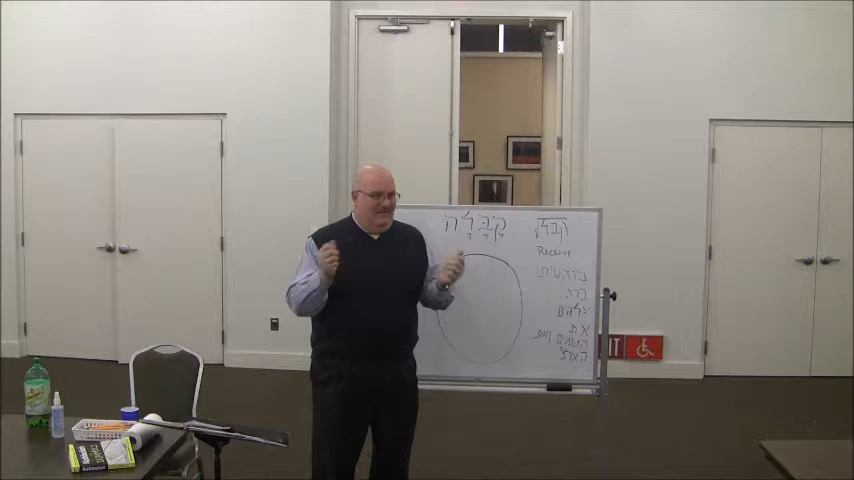 קבלה
קבל
Receive
בראשית
ברא
אלהים
את
השמים ואת
הארץ